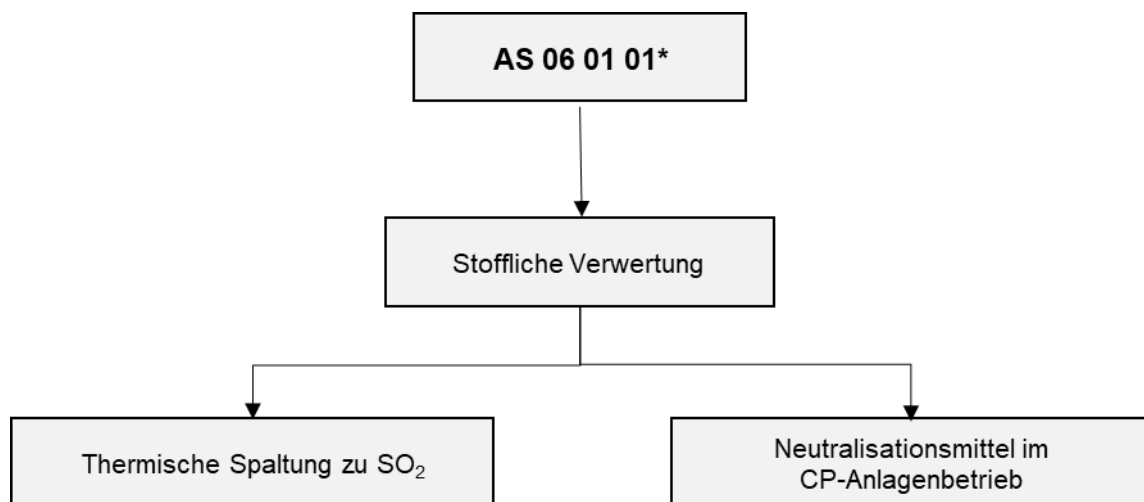 AS 06 01 01*
Stoffliche Verwertung
Thermische Spaltung zu SO₂
Neutralisationsmittel im
CP-Anlagenbetrieb